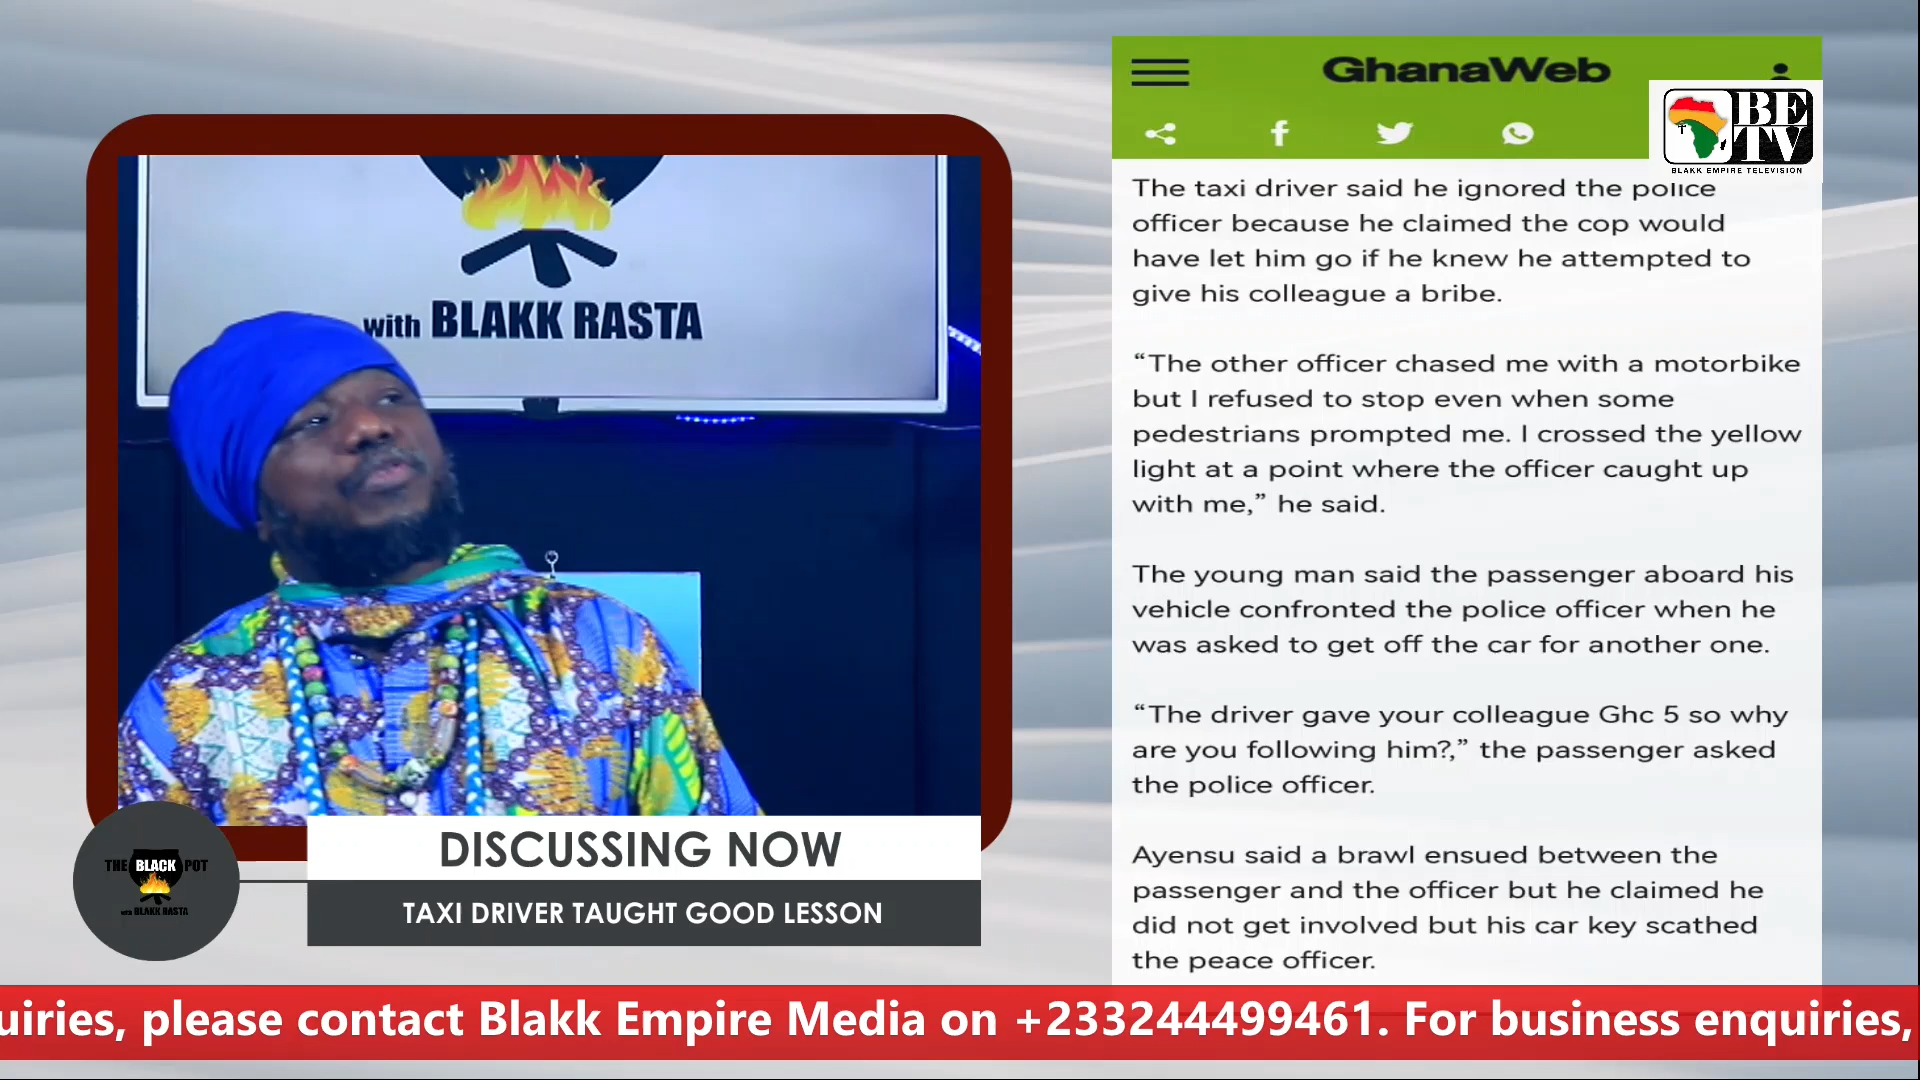 GhanaWeb
BE
TV
BLAKK EMPIRE TELEVISION
with BLAKK RASTA
The taxi driver said he ignored the police
officer because he claimed the cop would
have let him go if he knew he attempted to
give his colleague a bribe.
“The other officer chased me with a motorbike
but I refused to stop even when some
pedestrians prompted me. I crossed the yellow
light at a point where the officer caught up
with me,” he said.
The young man said the passenger aboard his
vehicle confronted the police officer when he
was asked to get off the car for another one.
“The driver gave your colleague Ghc 5 so why
are you following him?,” the passenger asked
the police officer.
Ayensu said a brawl ensued between the
passenger and the officer but he claimed he
did not get involved but his car key scathed
the peace officer.
THE BLACK POT
with BLAKK RASTA
DISCUSSING NOW
TAXI DRIVER TAUGHT GOOD LESSON
uiries, please contact Blakk Empire Media on +233244499461. For business enquiries,